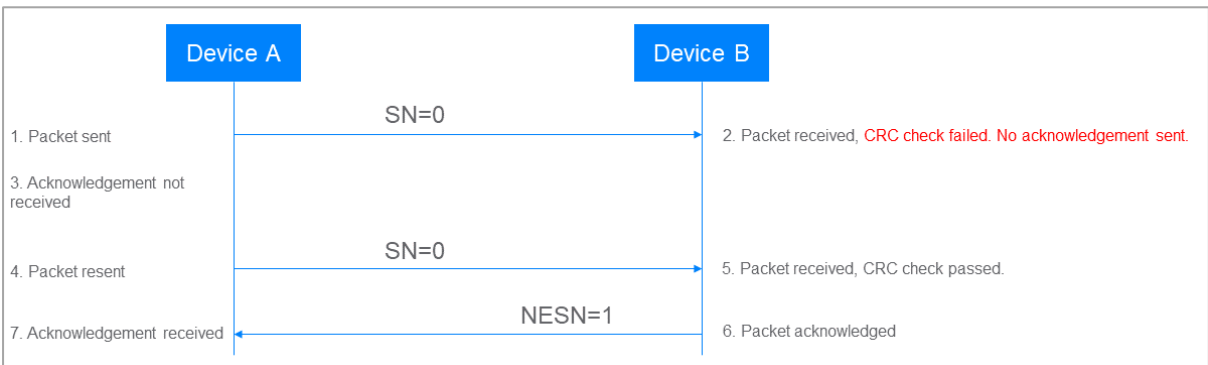 Device A
Device B
SN=0
1. Packet sent
2. Packet received, CRC check failed. No acknowledgement sent.
3. Acknowledgement not
received
SN=0
4. Packet resent
5. Packet received, CRC check passed.
NESN=1
7. Acknowledgement received
6. Packet acknowledged